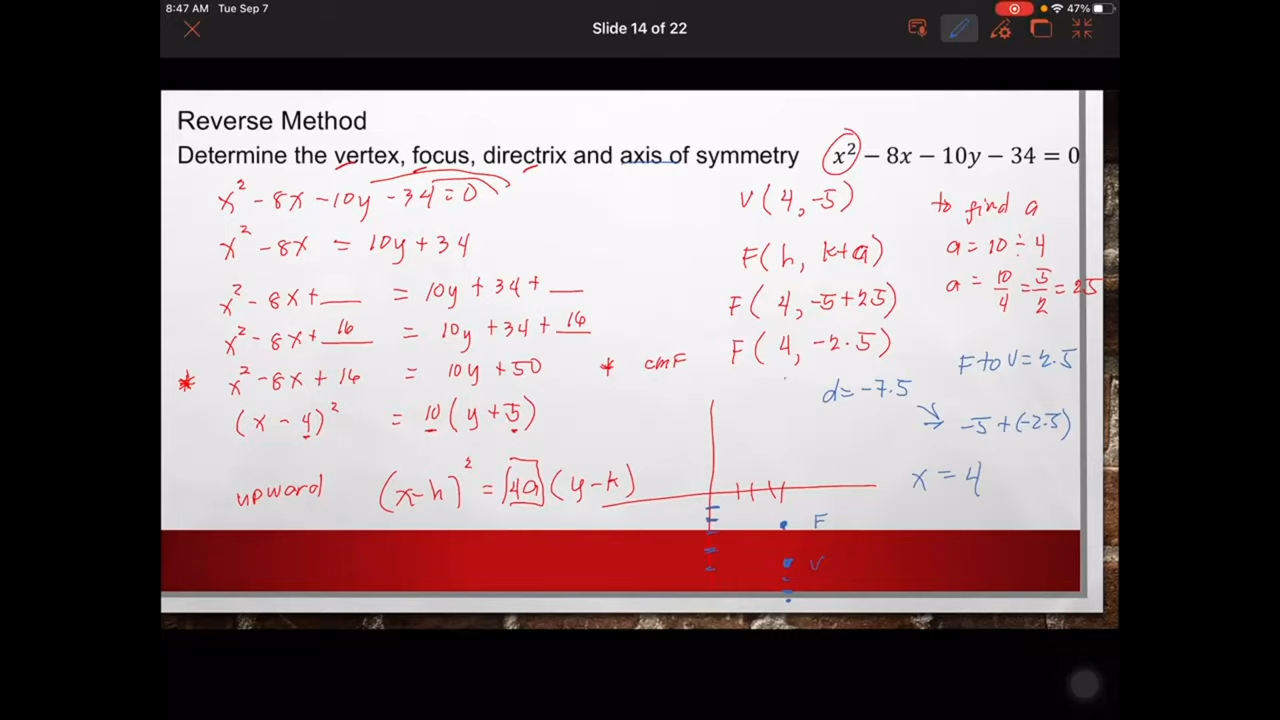 8:47 AM Tue Sep 7
47%
Slide 14 of 22
Reverse Method
Determine the vertex, focus, directrix and axis of symmetry x² − 8x − 10y − 34 = 0
x² - 8x - 10y - 34 = 0
x² - 8x = 10y + 34
x² - 8x + __ = 10y + 34 + __
x² - 8x + 16 = 10y + 34 + 16
* x² - 8x + 16 = 10y + 50 * cmF
(x - 4)² = 10(y + 5)
upward (x-h)² = 4a(y-k)
V(4, -5)
F(h, k+a)
F(4, -5+2.5)
F(4, -2.5)
to find a
a = 10 ÷ 4
a = 10/4 = 5/2 = 2.5
F to V = 2.5
d = -7.5
-5 + (-2.5)
x = 4
F
V